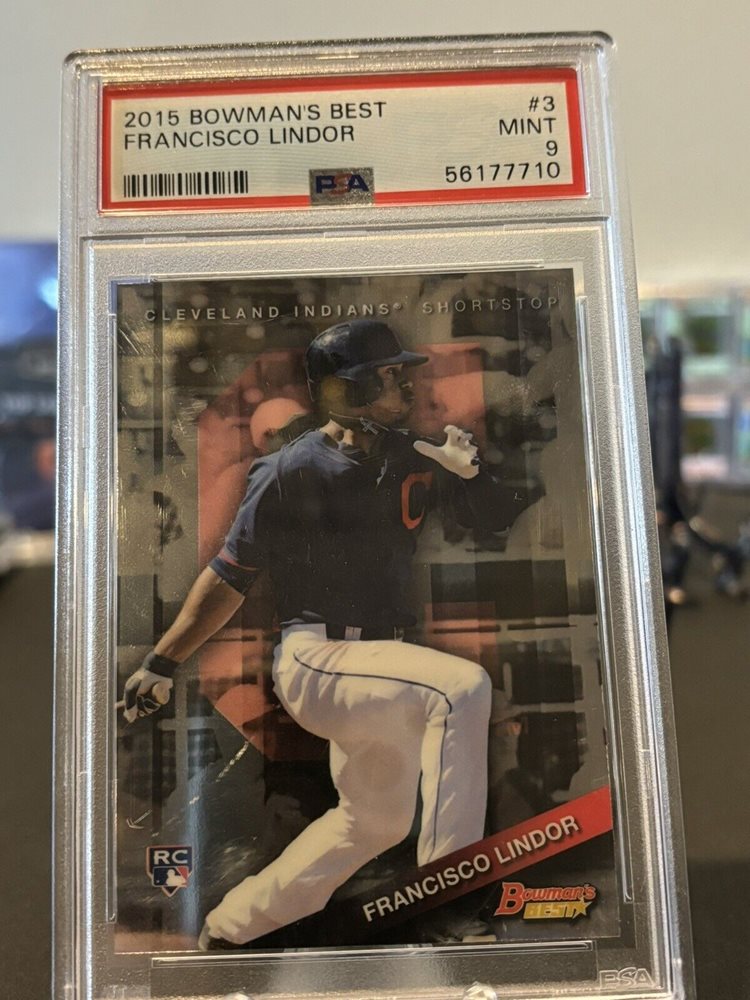 2015 BOWMAN'S BEST #3
FRANCISCO LINDOR MINT
9
PSA 56177710
CLEVELAND INDIANS® SHORTSTOP
C
RC
FRANCISCO LINDOR
Bowman's
BEST
PSA